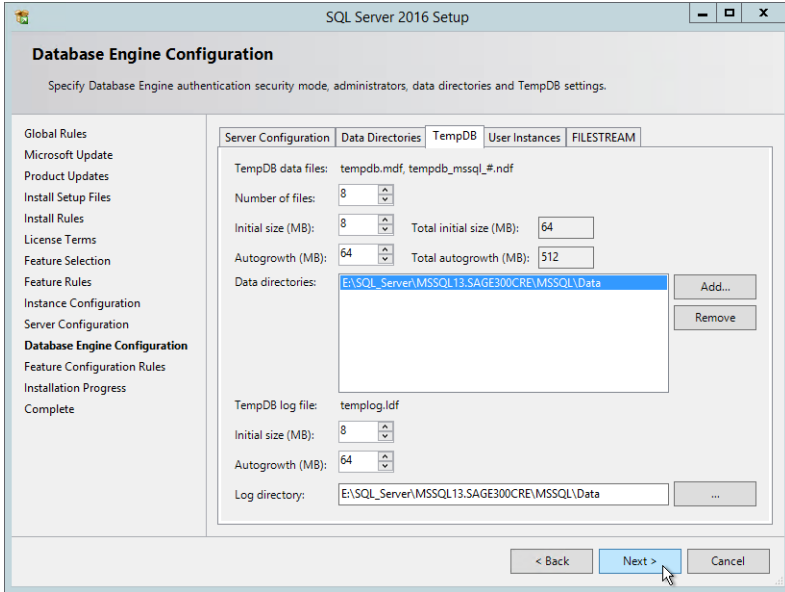 SQL Server 2016 Setup
Database Engine Configuration
Specify Database Engine authentication security mode, administrators, data directories and TempDB settings.
Global Rules
Microsoft Update
Product Updates
Install Setup Files
Install Rules
License Terms
Feature Selection
Feature Rules
Instance Configuration
Server Configuration
Database Engine Configuration
Feature Configuration Rules
Installation Progress
Complete
Server Configuration Data Directories TempDB User Instances FILESTREAM
TempDB data files: tempdb.mdf, tempdb_mssql_#.ndf
Number of files: 8
Initial size (MB): 8 Total initial size (MB): 64
Autogrowth (MB): 64 Total autogrowth (MB): 512
Data directories: E:\SQL_Server\MSSQL13.SAGE300CRE\MSSQL\Data Add...
Remove
TempDB log file: templog.ldf
Initial size (MB): 8
Autogrowth (MB): 64
Log directory: E:\SQL_Server\MSSQL13.SAGE300CRE\MSSQL\Data ...
< Back Next > Cancel